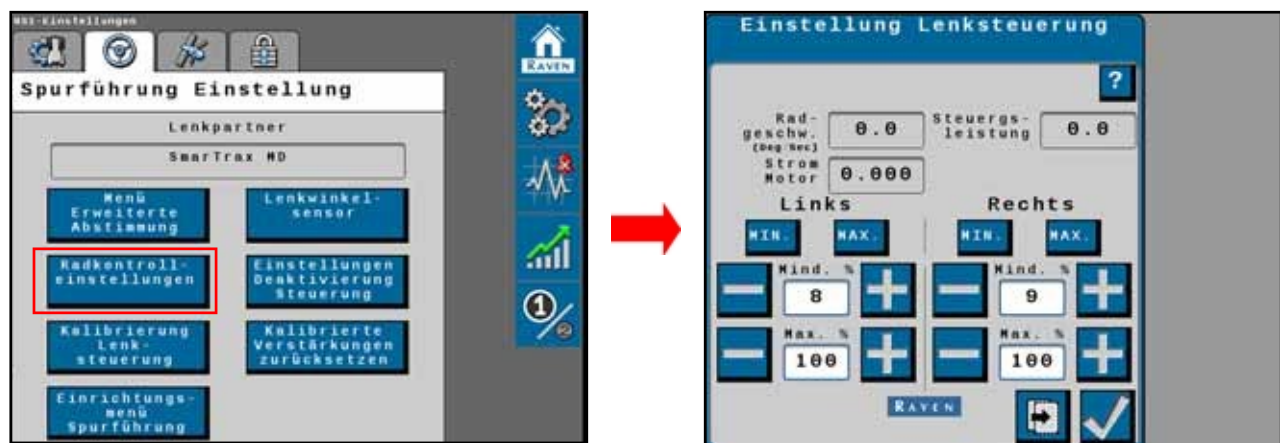 MS1-Einstellungen
Spurführung Einstellung
Lenkpartner
SmarTrax MD
Menü
Erweiterte
Abstimmung
Lenkwinkel-
sensor
Radkontroll-
einstellungen
Einstellungen
Deaktivierung
Steuerung
Kalibrierung
Lenk-
steuerung
Kalibrierte
Verstärkungen
zurücksetzen
Einrichtungs-
menü
Spurführung
RAVEN
1/2
Einstellung Lenksteuerung
?
Rad-
geschw.
(Deg/Sec)
0.0
Steuergs-
leistung
0.0
Strom
Motor
0.000
Links
Rechts
MIN. MAX. MIN. MAX.
Mind. % Mind. %
8 9
Max. % Max. %
100 100
RAVEN